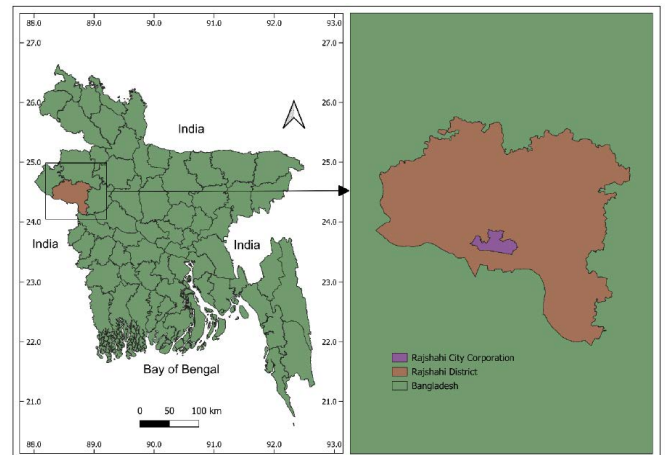 88.0 89.0 90.0 91.0 92.0 93.0
27.0 27.0
26.0 26.0
India
25.0 25.0
24.0 24.0
India India
23.0 23.0
22.0 22.0
Bay of Bengal
21.0 21.0
0 50 100 km
88.0 89.0 90.0 91.0 92.0 93.0
Rajshahi City Corporation
Rajshahi District
Bangladesh